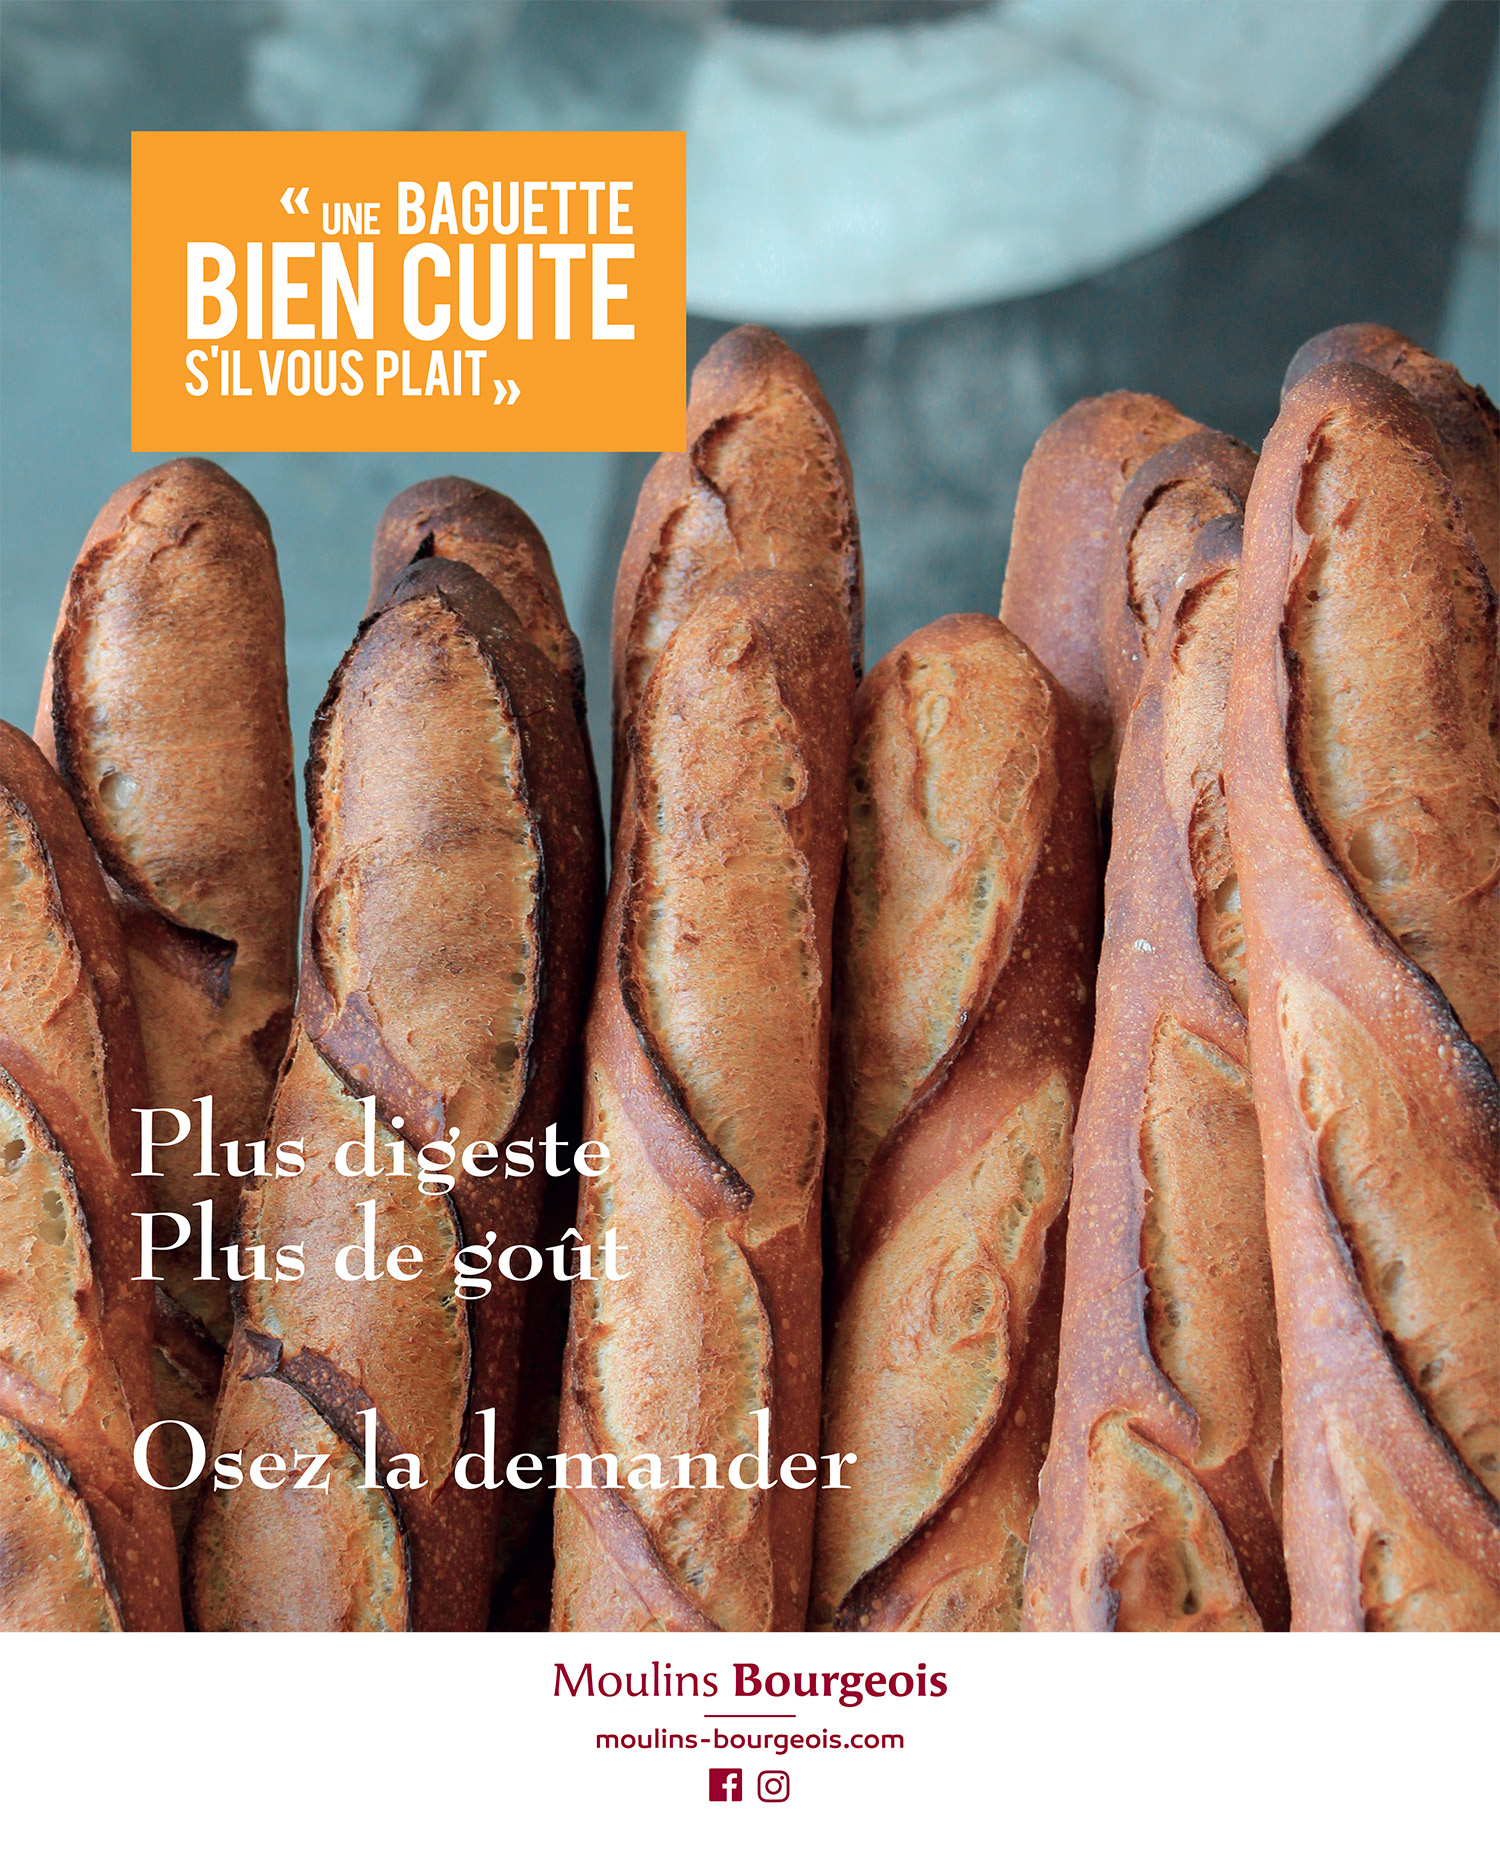 « UNE BAGUETTE
BIEN CUITE
S'IL VOUS PLAIT »
Plus digeste
Plus de goût
Osez la demander
Moulins Bourgeois
moulins-bourgeois.com